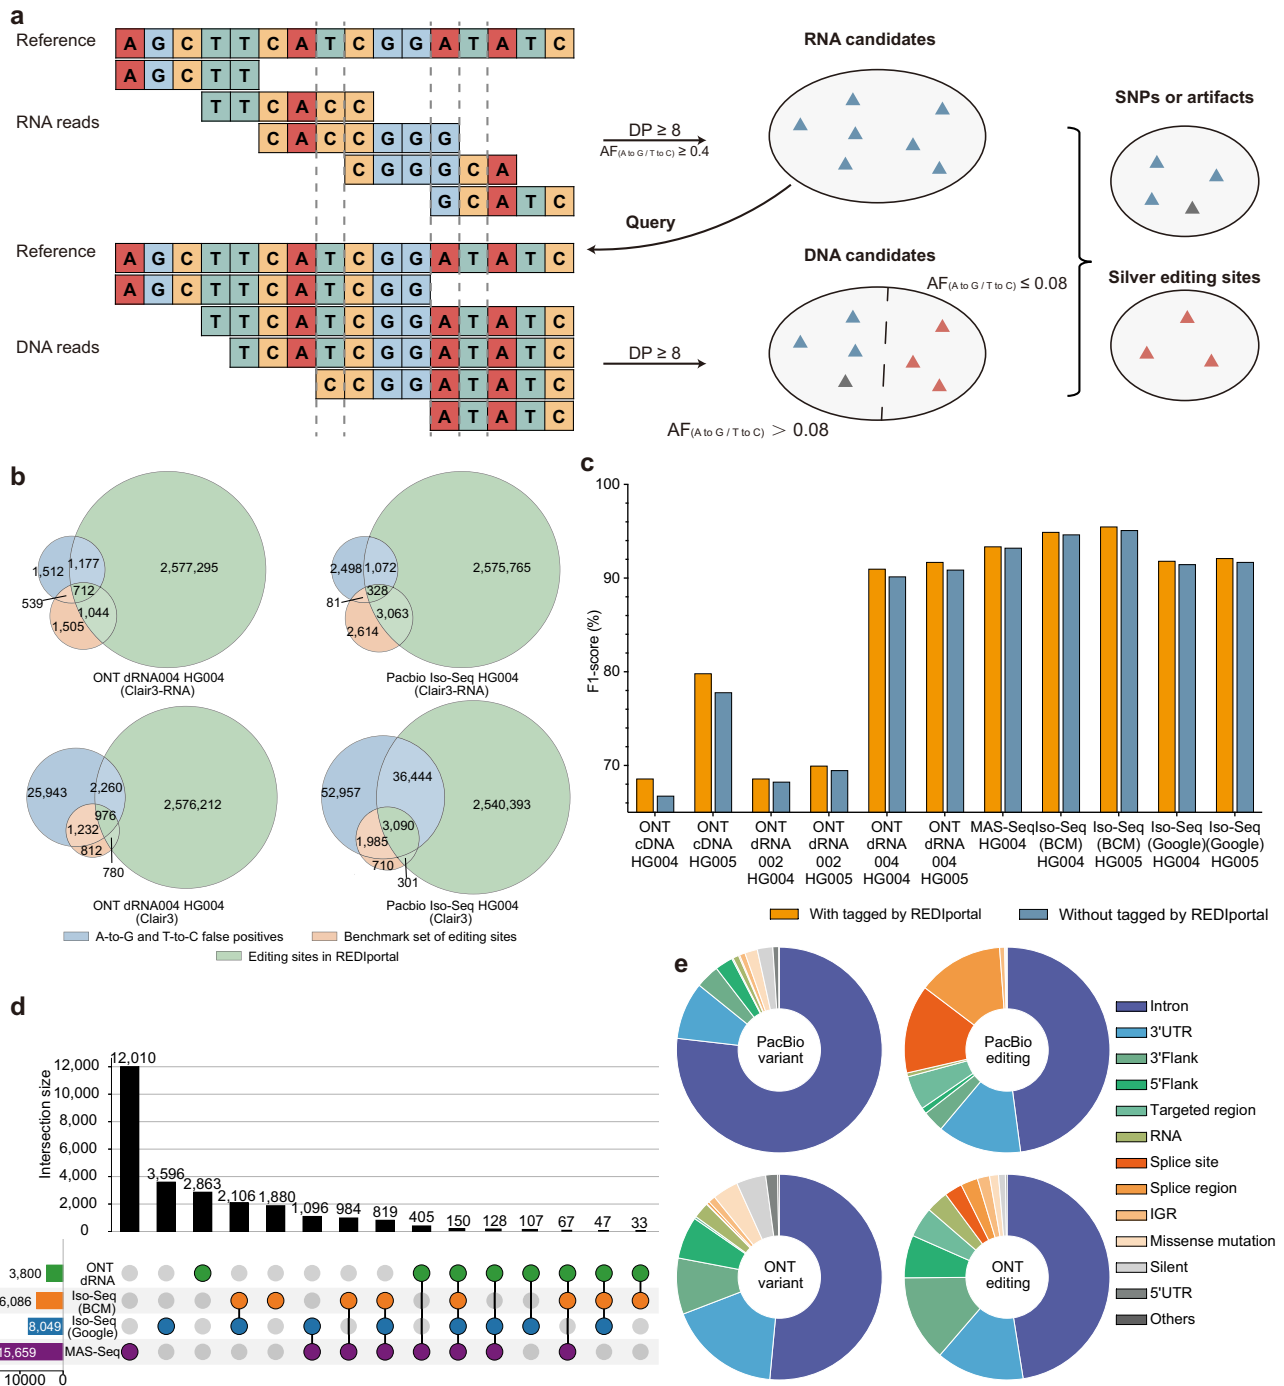 a
Reference
A G C T T C A T C G G A T A T C
A G C T T
RNA reads
T T C A C C
C A C C G G G
C G G G C A
G C A T C
DP ≥ 8
AF(A to G / T to C) ≥ 0.4
RNA candidates
SNPs or artifacts
Query
Reference
A G C T T C A T C G G A T A T C
A G C T T C A T C G G
DNA reads
T T C A T C G G A T A T C
T C A T C G G A T A T C
C C G G A T A T C
A T A T C
DP ≥ 8
DNA candidates
AF(A to G / T to C) ≤ 0.08
AF(A to G / T to C) > 0.08
Silver editing sites
b
1,512
1,177
2,577,295
712
539
1,044
1,505
ONT dRNA004 HG004
(Clair3-RNA)
2,498
1,072
2,575,765
328
81
3,063
2,614
Pacbio Iso-Seq HG004
(Clair3-RNA)
25,943
2,260
2,576,212
976
1,232
812
780
ONT dRNA004 HG004
(Clair3)
52,957
36,444
2,540,393
3,090
1,985
710
301
Pacbio Iso-Seq HG004
(Clair3)
A-to-G and T-to-C false positives
Benchmark set of editing sites
Editing sites in REDIportal
c
F1-score (%)
100
90
80
70
ONT cDNA HG004
ONT cDNA HG005
ONT dRNA 002 HG004
ONT dRNA 002 HG005
ONT dRNA 004 HG004
ONT dRNA 004 HG005
MAS-Seq HG004
Iso-Seq (BCM) HG004
Iso-Seq (BCM) HG005
Iso-Seq (Google) HG004
Iso-Seq (Google) HG005
With tagged by REDIportal
Without tagged by REDIportal
d
Intersection size
12,000
10,000
8,000
6,000
4,000
2,000
0
12,010
3,596
2,863
2,106
1,880
1,096
984
819
405
150
128
107
67
47
33
3,800
ONT dRNA
6,086
Iso-Seq (BCM)
8,049
Iso-Seq (Google)
15,659
MAS-Seq
10000 0
e
PacBio variant
PacBio editing
ONT variant
ONT editing
Intron
3'UTR
3'Flank
5'Flank
Targeted region
RNA
Splice site
Splice region
IGR
Missense mutation
Silent
5'UTR
Others